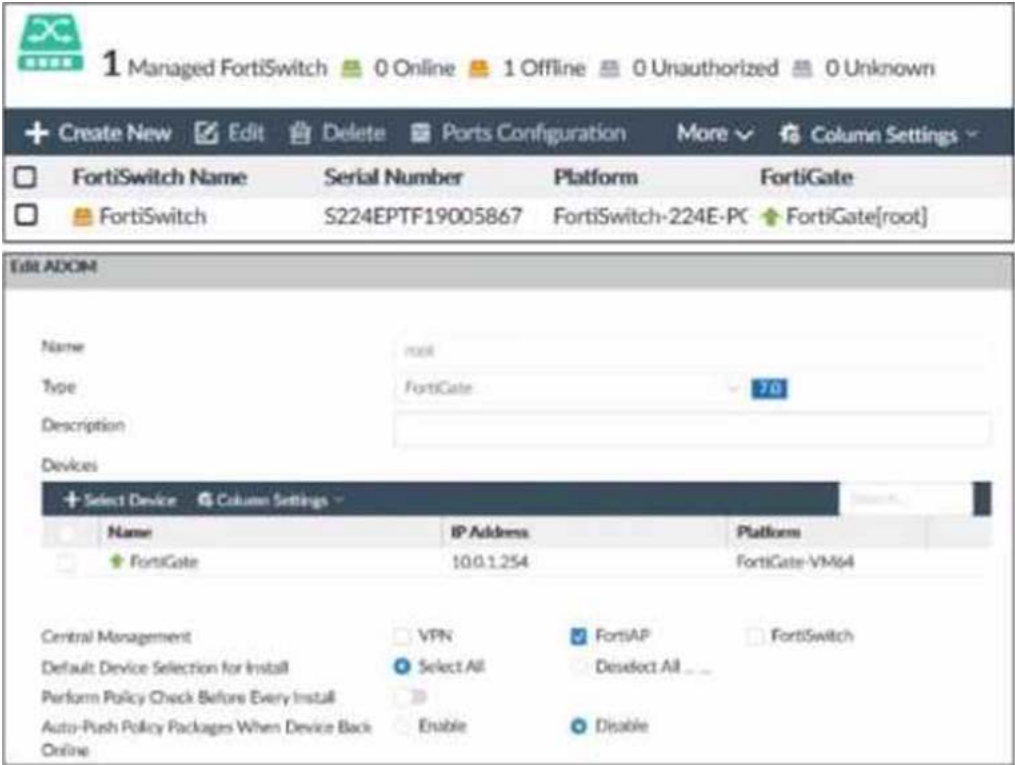 1 Managed FortiSwitch 0 Online 1 Offline 0 Unauthorized 0 Unknown
+ Create New Edit Delete Ports Configuration More Column Settings
FortiSwitch Name Serial Number Platform FortiGate
FortiSwitch S224EPTF19005867 FortiSwitch-224E-PC FortiGate[root]
Edit ADOM
Name root
Type FortiGate 7.0
Description
Devices
+ Select Device Column Settings Search...
Name IP Address Platform
FortiGate 10.0.1.254 FortiGate-VM64
Central Management VPN FortiAP FortiSwitch
Default Device Selection for Install Select All Deselect All
Perform Policy Check Before Every Install
Auto-Push Policy Packages When Device Back Enable Disable
Online